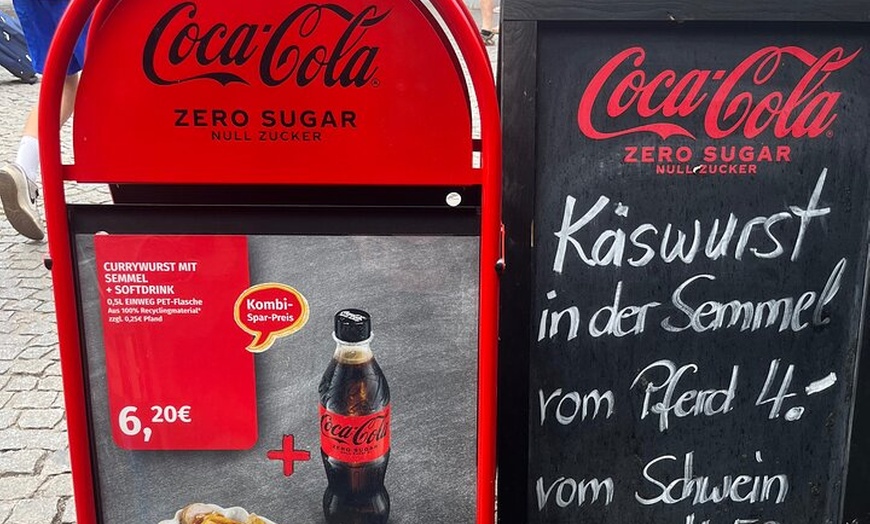 Coca-Cola
ZERO SUGAR
NULL ZUCKER
CURRYWURST MIT
SEMMEL
+ SOFTDRINK
0,5L EINWEG PET-Flasche
Aus 100% Recyclingmaterial*
zzgl. 0,25€ Pfand
Kombi-
Spar-Preis
6,20€
+
Coca-Cola
ZERO SUGAR
Coca-Cola
ZERO SUGAR
NULL ZUCKER
Käswurst
in der Semmel
vom Pferd 4.-
vom Schwein